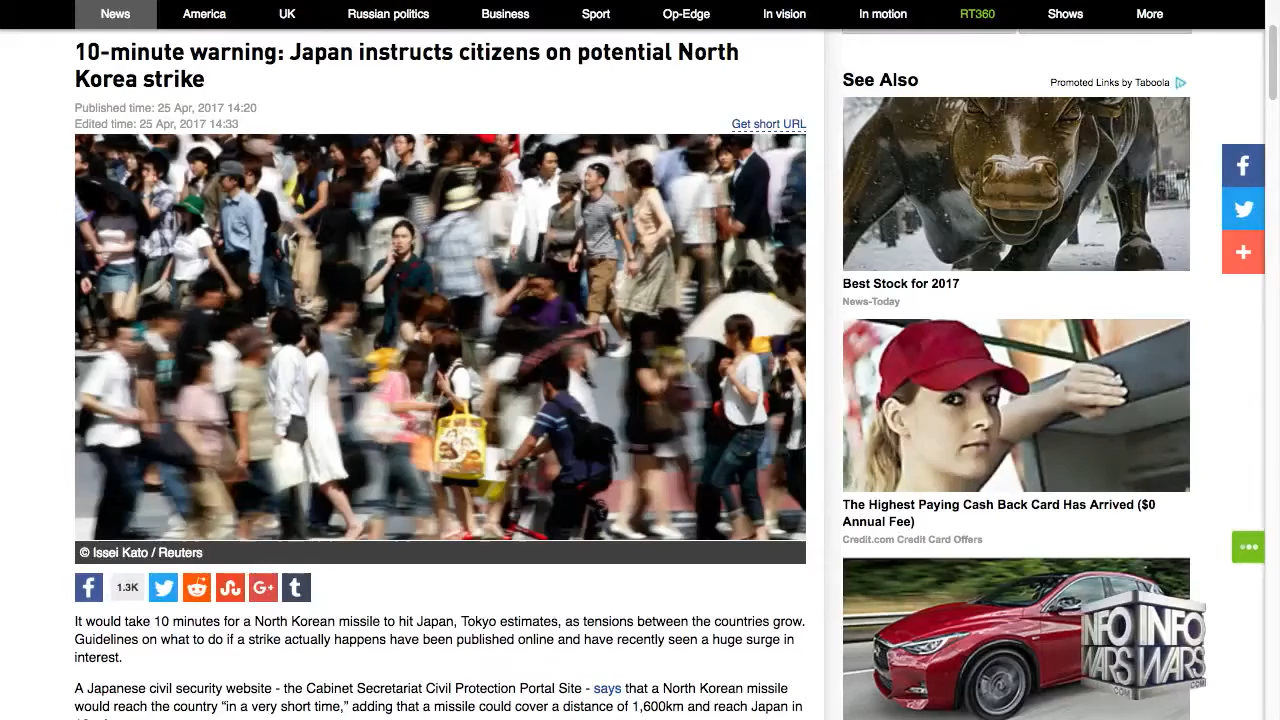 News America UK Russian politics Business Sport Op-Edge In vision In motion RT360 Shows More
10-minute warning: Japan instructs citizens on potential North
Korea strike
Published time: 25 Apr, 2017 14:20
Edited time: 25 Apr, 2017 14:33
Get short URL
© Issei Kato / Reuters
1.3K
It would take 10 minutes for a North Korean missile to hit Japan, Tokyo estimates, as tensions between the countries grow.
Guidelines on what to do if a strike actually happens have been published online and have recently seen a huge surge in
interest.
A Japanese civil security website - the Cabinet Secretariat Civil Protection Portal Site - says that a North Korean missile
would reach the country “in a very short time,” adding that a missile could cover a distance of 1,600km and reach Japan in
See Also
Promoted Links by Taboola
Best Stock for 2017
News-Today
The Highest Paying Cash Back Card Has Arrived ($0
Annual Fee)
Credit.com Credit Card Offers
INFO INFO
WARS WARS
.COM .COM